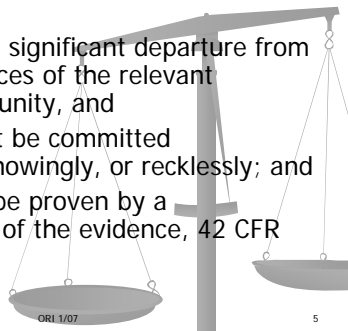 significant departure from
ces of the relevant
unity, and
t be committed
nowingly, or recklessly; and
be proven by a
of the evidence, 42 CFR
ORI 1/07
5